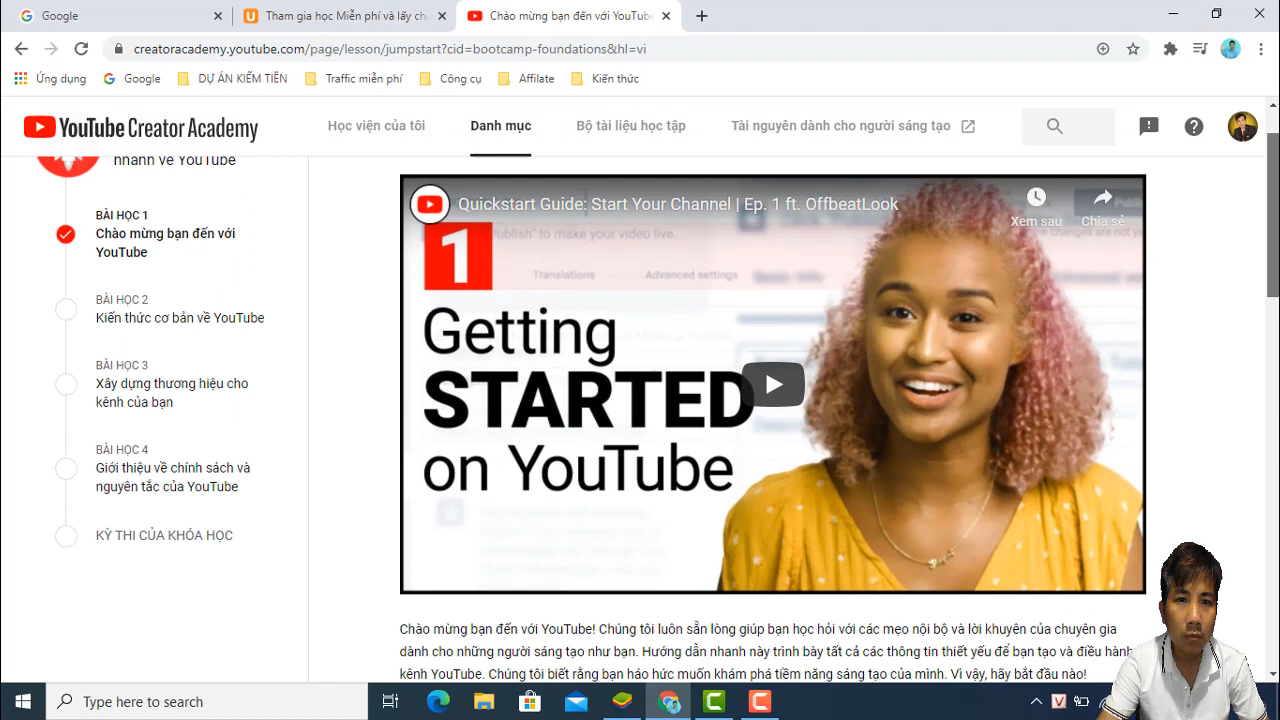 Google
Tham gia học Miễn phí và lấy chứ
Chào mừng bạn đến với YouTube
creatoracademy.youtube.com/page/lesson/jumpstart?cid=bootcamp-foundations&hl=vi
Ứng dụng
Google
DỰ ÁN KIẾM TIỀN
Traffic miễn phí
Công cụ
Affilate
Kiến thức
YouTube Creator Academy
Học viện của tôi
Danh mục
Bộ tài liệu học tập
Tài nguyên dành cho người sáng tạo
nhanh về YouTube
BÀI HỌC 1
Chào mừng bạn đến với
YouTube
BÀI HỌC 2
Kiến thức cơ bản về YouTube
BÀI HỌC 3
Xây dựng thương hiệu cho
kênh của bạn
BÀI HỌC 4
Giới thiệu về chính sách và
nguyên tắc của YouTube
KỲ THI CỦA KHÓA HỌC
Quickstart Guide: Start Your Channel | Ep. 1 ft. OffbeatLook
Xem sau
Chia sẻ
Publish" to make your video live.
Translations
Advanced settings
1
Getting
STARTED
on YouTube
Chào mừng bạn đến với YouTube! Chúng tôi luôn sẵn lòng giúp bạn học hỏi với các mẹo nội bộ và lời khuyên của chuyên gia
dành cho những người sáng tạo như bạn. Hướng dẫn nhanh này trình bày tất cả các thông tin thiết yếu để bạn tạo và điều hành
kênh YouTube. Chúng tôi biết rằng bạn háo hức muốn khám phá tiềm năng sáng tạo của mình. Vì vậy, hãy bắt đầu nào!
Type here to search
V